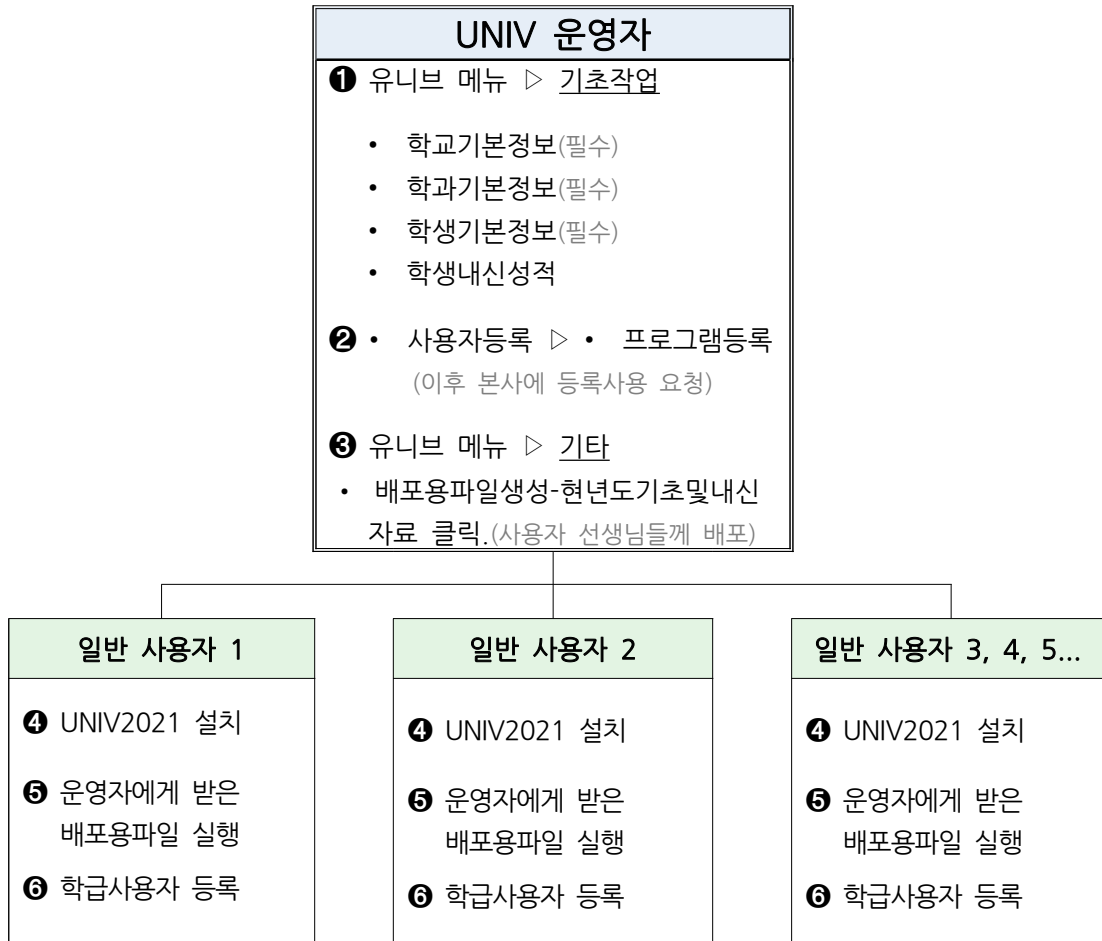 UNIV 운영자
❶ 유니브 메뉴 ▷ 기초작업
• 학교기본정보(필수)
• 학과기본정보(필수)
• 학생기본정보(필수)
• 학생내신성적
❷ • 사용자등록 ▷ • 프로그램등록
(이후 본사에 등록사용 요청)
❸ 유니브 메뉴 ▷ 기타
• 배포용파일생성-현년도기초및내신
자료 클릭.(사용자 선생님들께 배포)
일반 사용자 1
❹ UNIV2021 설치
❺ 운영자에게 받은
배포용파일 실행
❻ 학급사용자 등록
일반 사용자 2
❹ UNIV2021 설치
❺ 운영자에게 받은
배포용파일 실행
❻ 학급사용자 등록
일반 사용자 3, 4, 5...
❹ UNIV2021 설치
❺ 운영자에게 받은
배포용파일 실행
❻ 학급사용자 등록